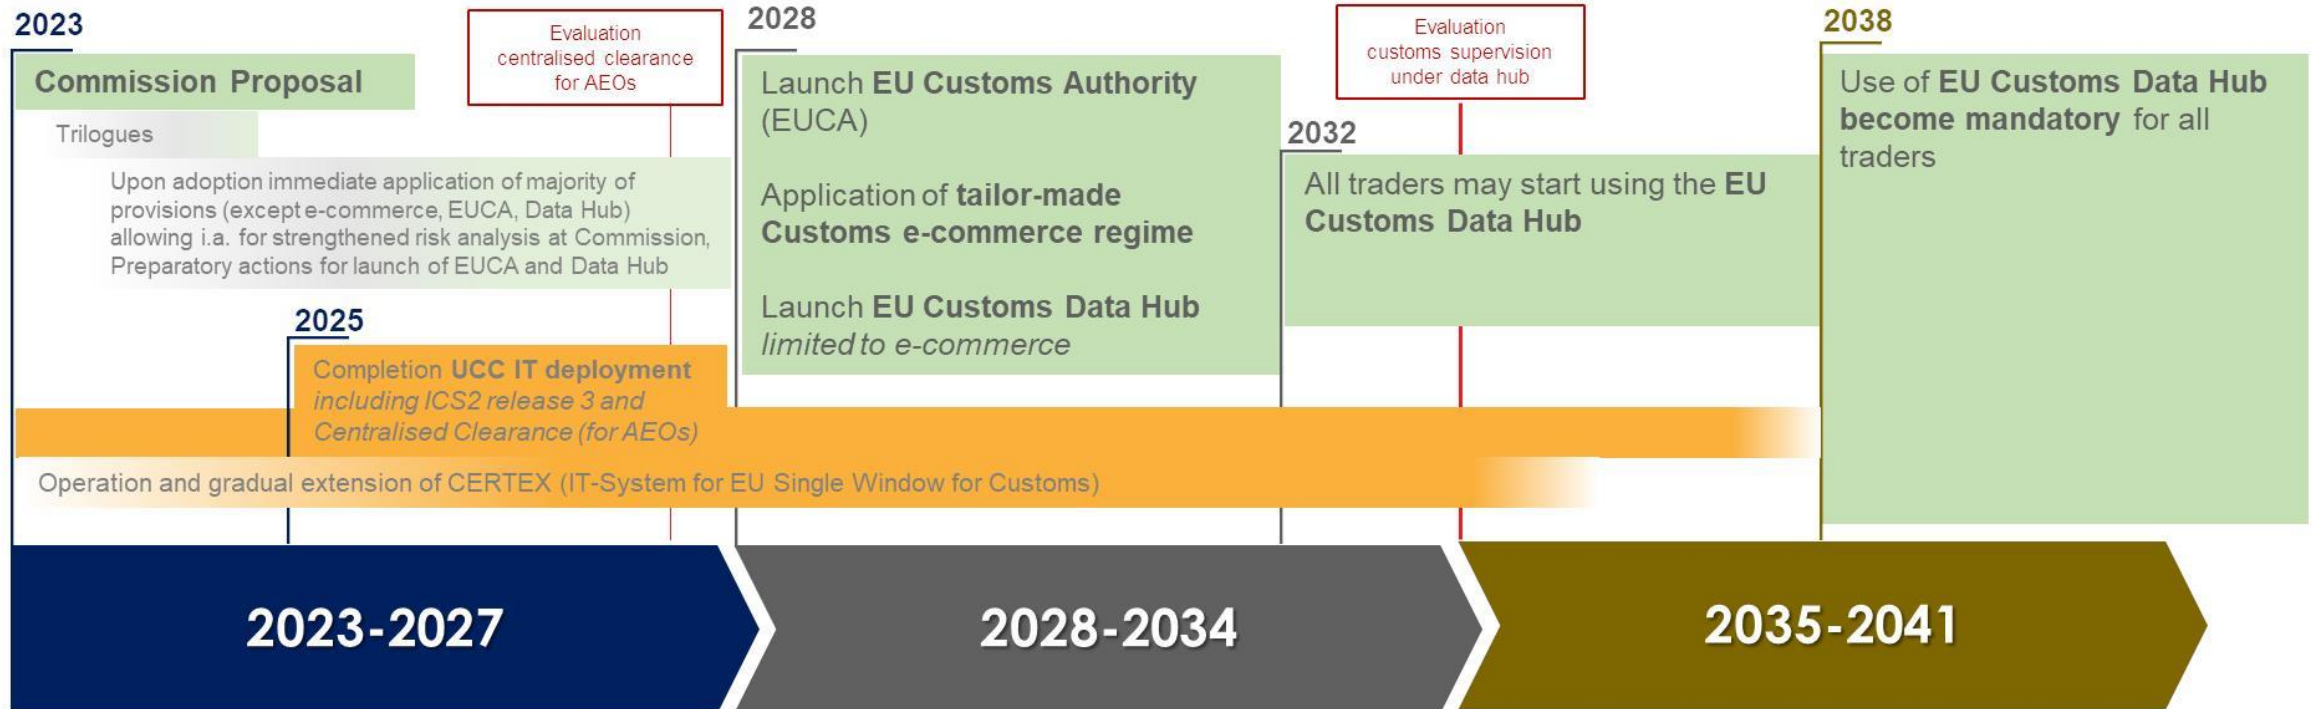 2023
Commission Proposal
Trilogues
Upon adoption immediate application of majority of
provisions (except e-commerce, EUCA, Data Hub)
allowing i.a. for strengthened risk analysis at Commission,
Preparatory actions for launch of EUCA and Data Hub
Evaluation
centralised clearance
for AEOs
2025
Completion UCC IT deployment
including ICS2 release 3 and
Centralised Clearance (for AEOs)
Operation and gradual extension of CERTEX (IT-System for EU Single Window for Customs)
2028
Launch EU Customs Authority
(EUCA)
Application of tailor-made
Customs e-commerce regime
Launch EU Customs Data Hub
limited to e-commerce
2032
All traders may start using the EU
Customs Data Hub
Evaluation
customs supervision
under data hub
2038
Use of EU Customs Data Hub
become mandatory for all
traders
2023-2027
2028-2034
2035-2041